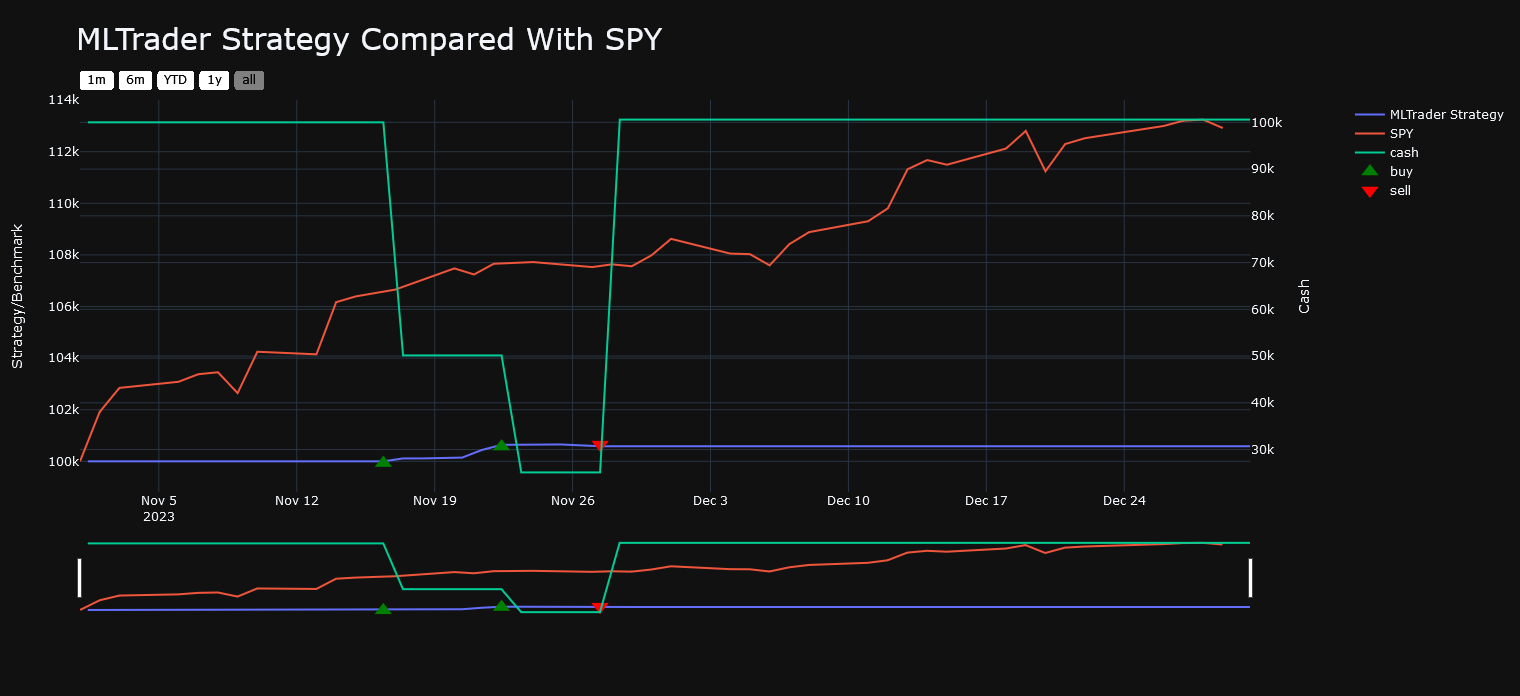 MLTrader Strategy Compared With SPY
1m 6m YTD 1y all
MLTrader Strategy
SPY
cash
buy
sell
Strategy/Benchmark
114k
112k
110k
108k
106k
104k
102k
100k
100k
90k
80k
70k
60k
50k
40k
30k
Cash
Nov 5 Nov 12 Nov 19 Nov 26 Dec 3 Dec 10 Dec 17 Dec 24
2023